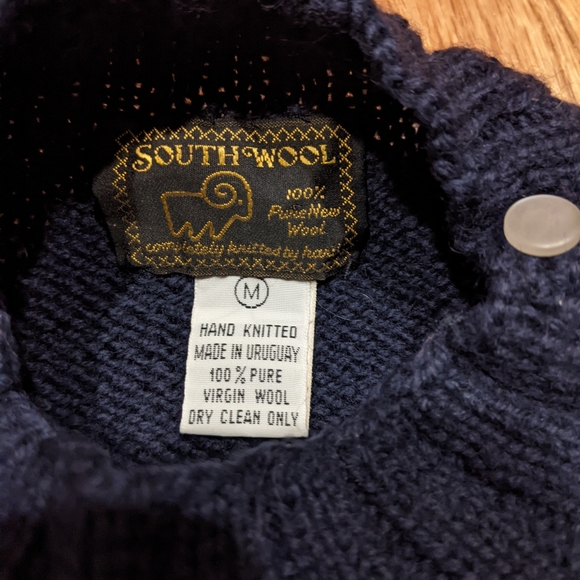 SOUTH WOOL
100%
Pure New
Wool
completely knitted by hand
M
HAND KNITTED
MADE IN URUGUAY
100% PURE
VIRGIN WOOL
DRY CLEAN ONLY